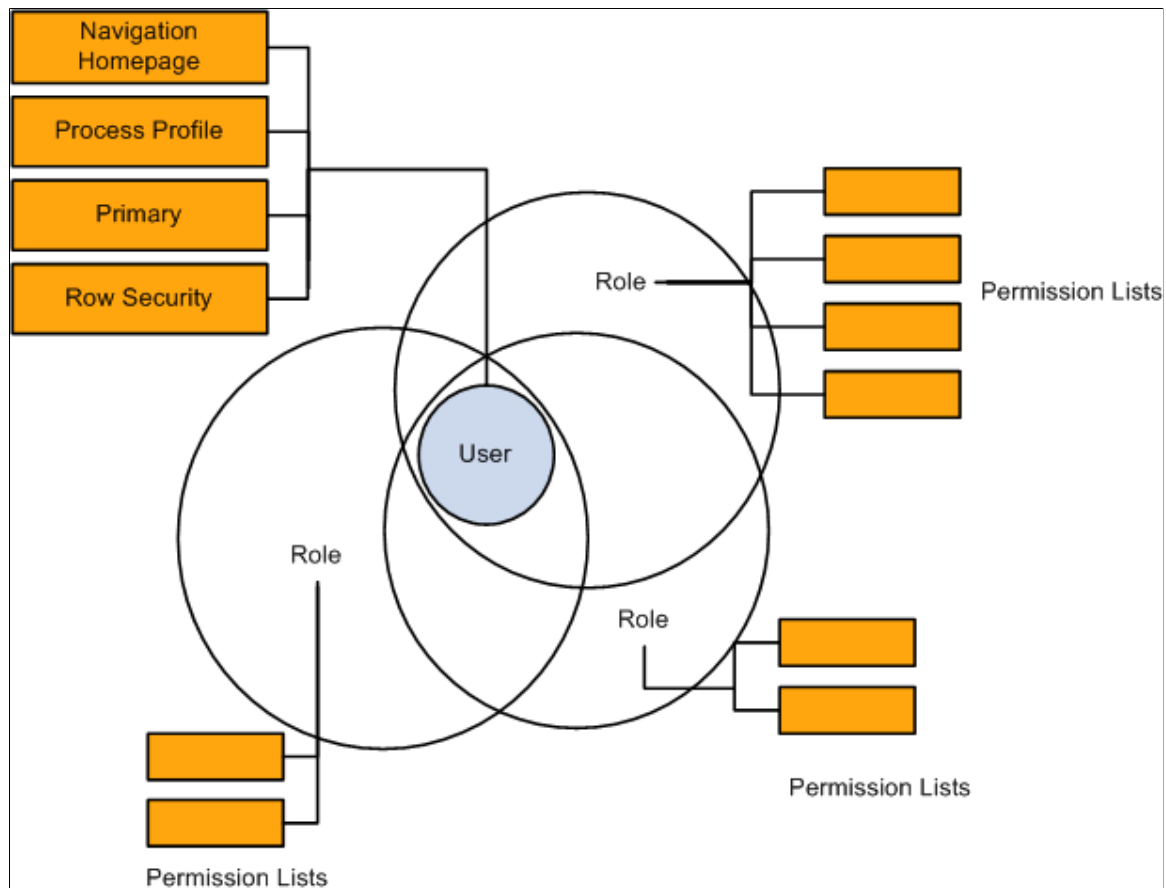 Navigation
Homepage
Process Profile
Primary
Row Security
Role
Permission Lists
User
Role
Role
Permission Lists
Permission Lists